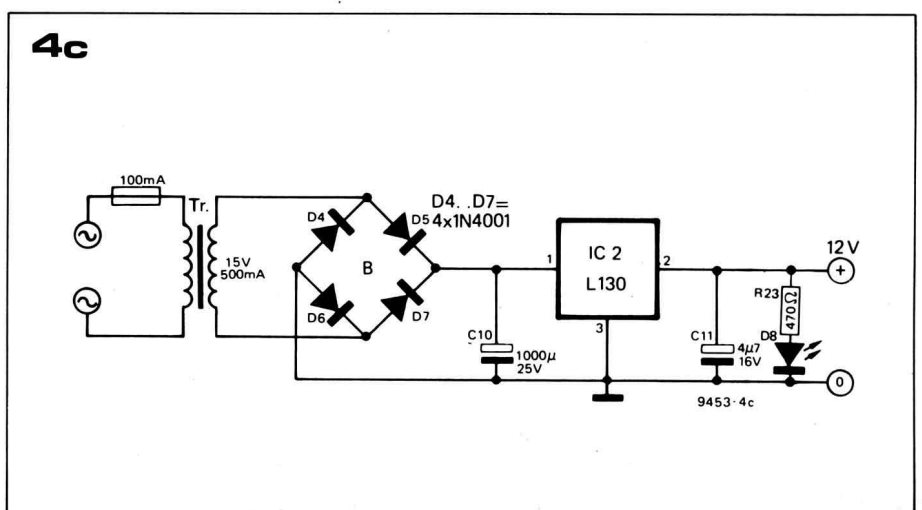 4c
100mA
Tr.
15V
500mA
D4
D5
D4. .D7=
4x1N4001
B
D6
D7
C10
1000µ
25V
1
IC 2
L130
2
3
C11
4µ7
16V
R23
470Ω
D8
12V
+
0
9453-4c